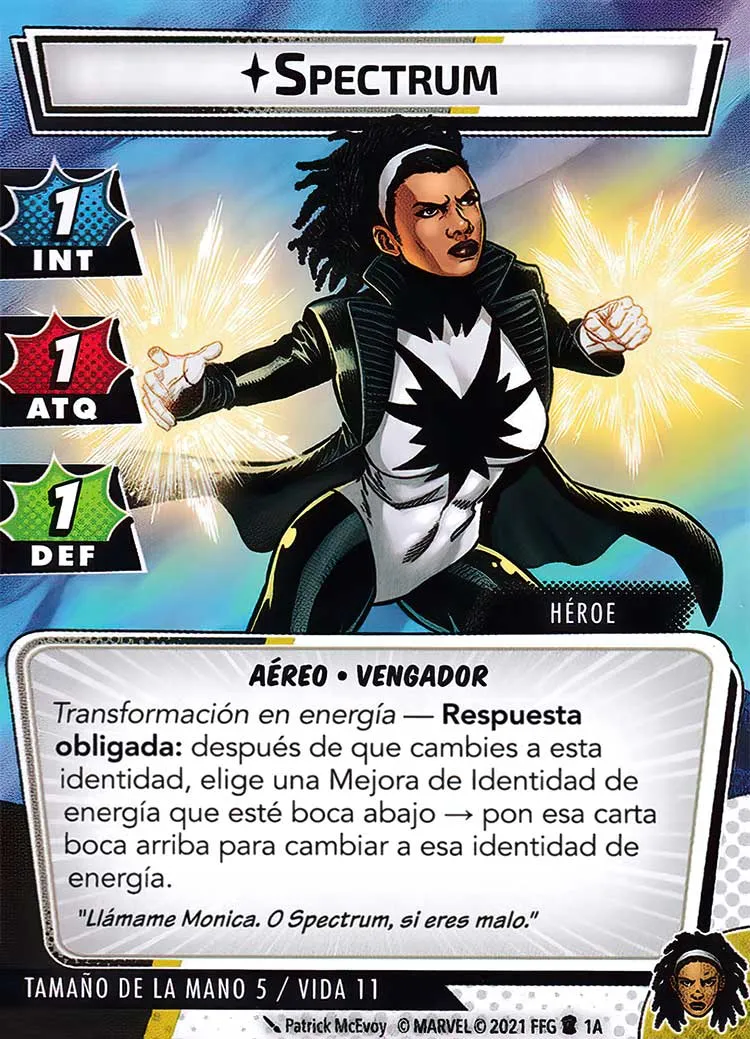 SPECTRUM
1
INT
1
ATQ
1
DEF
HÉROE
AÉREO • VENGADOR
Transformación en energía — Respuesta
obligada: después de que cambies a esta
identidad, elige una Mejora de Identidad de
energía que esté boca abajo → pon esa carta
boca arriba para cambiar a esa identidad de
energía.
"Llámame Monica. O Spectrum, si eres malo."
TAMAÑO DE LA MANO 5 / VIDA 11
Patrick McEvoy © MARVEL © 2021 FFG 1A